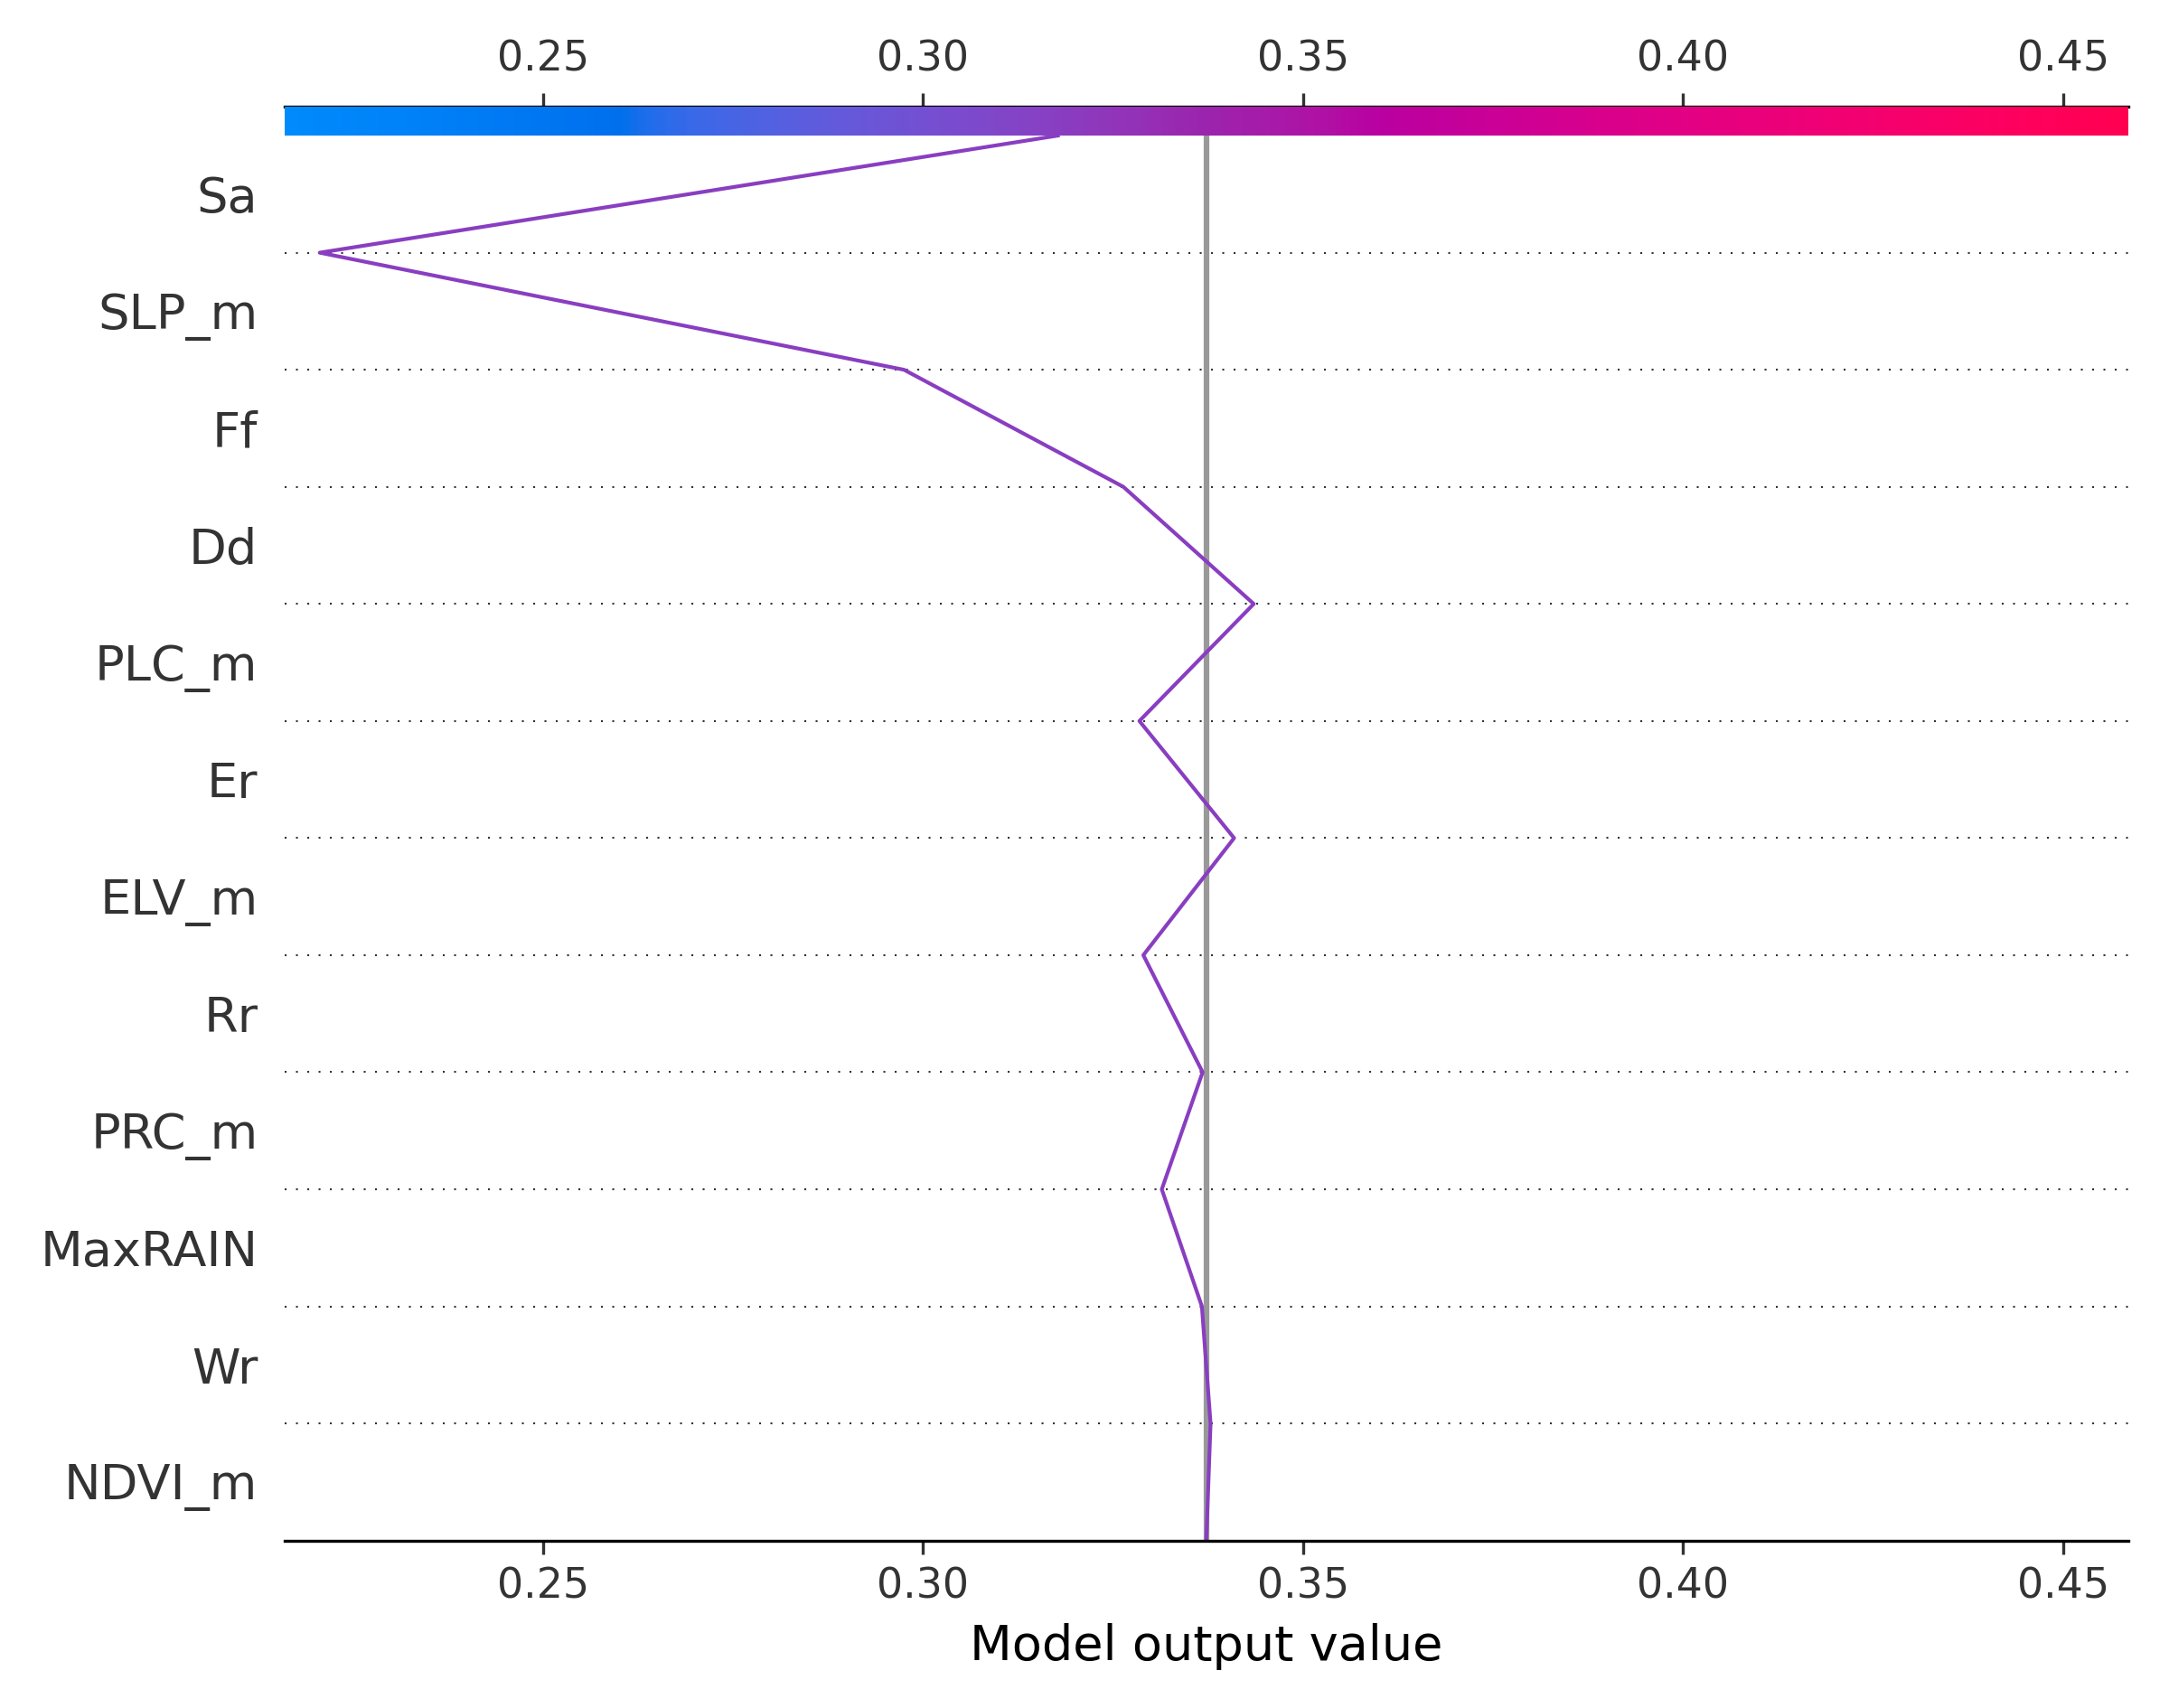 0.25 0.30 0.35 0.40 0.45
Sa
SLP_m
Ff
Dd
PLC_m
Er
ELV_m
Rr
PRC_m
MaxRAIN
Wr
NDVI_m
0.25 0.30 0.35 0.40 0.45
Model output value